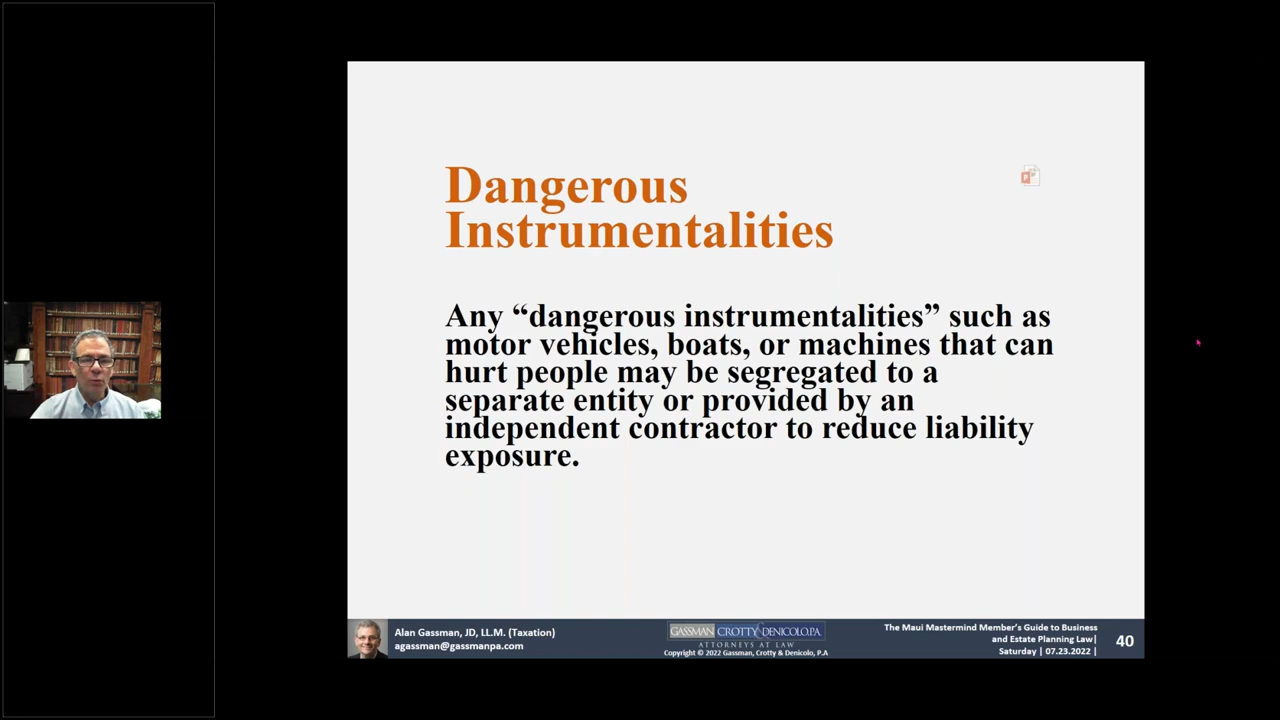 Dangerous
Instrumentalities
Any “dangerous instrumentalities” such as
motor vehicles, boats, or machines that can
hurt people may be segregated to a
separate entity or provided by an
independent contractor to reduce liability
exposure.
Alan Gassman, JD, LL.M. (Taxation)
agassman@gassmanpa.com
GASSMAN CROTTY & DENICOLO, P.A.
ATTORNEYS AT LAW
Copyright © 2022 Gassman, Crotty & Denicolo, P.A
The Maui Mastermind Member’s Guide to Business
and Estate Planning Law|
Saturday | 07.23.2022 |
40